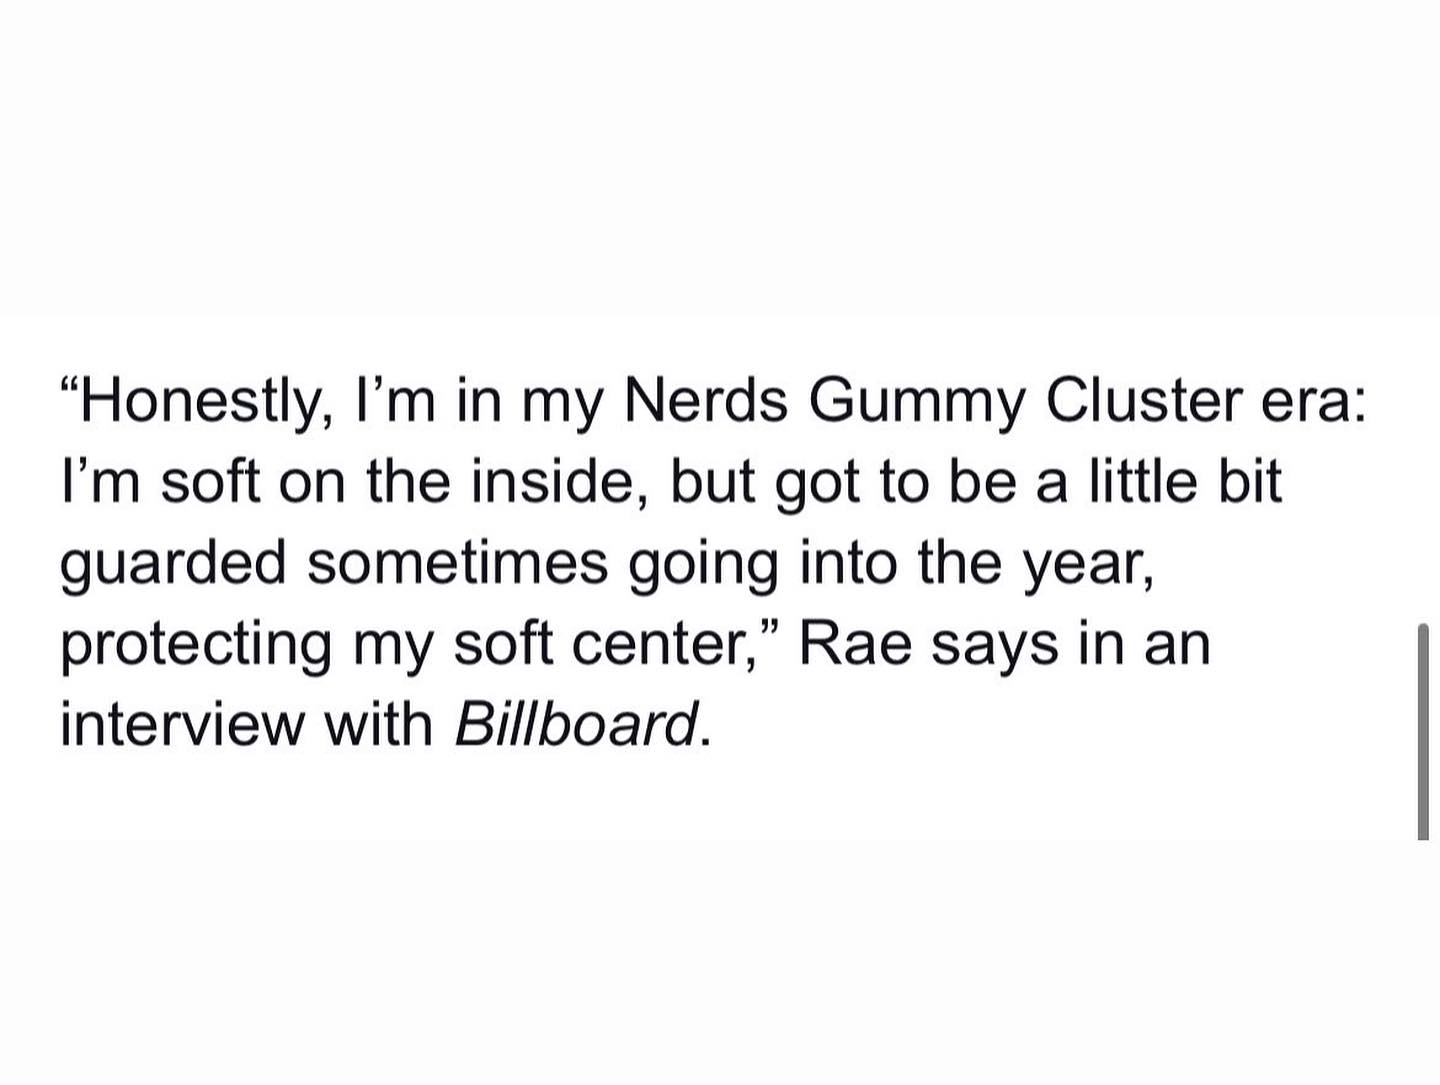 “Honestly, I’m in my Nerds Gummy Cluster era:
I’m soft on the inside, but got to be a little bit
guarded sometimes going into the year,
protecting my soft center,” Rae says in an
interview with Billboard.